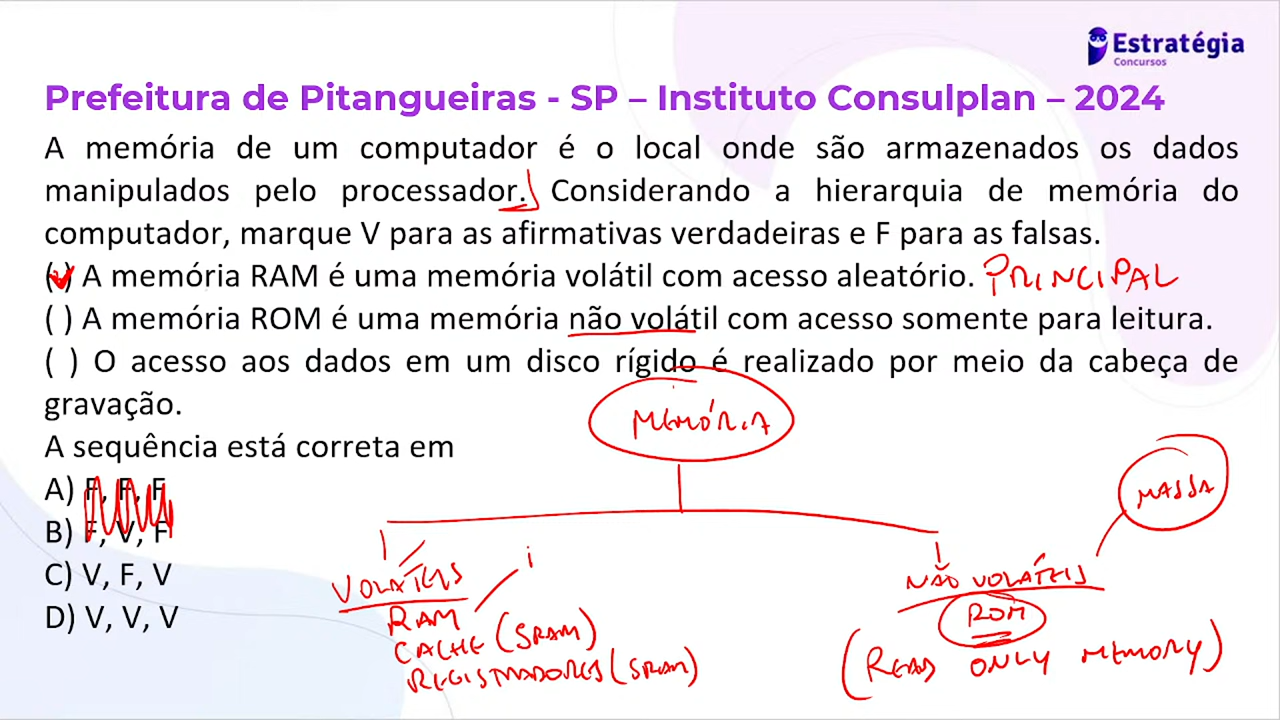 Estratégia
Concursos
Prefeitura de Pitangueiras - SP – Instituto Consulplan – 2024
A memória de um computador é o local onde são armazenados os dados
manipulados pelo processador. Considerando a hierarquia de memória do
computador, marque V para as afirmativas verdadeiras e F para as falsas.
(V) A memória RAM é uma memória volátil com acesso aleatório. PRINCIPAL
( ) A memória ROM é uma memória não volátil com acesso somente para leitura.
( ) O acesso aos dados em um disco rígido é realizado por meio da cabeça de
gravação.
MEMÓRIA
A sequência está correta em
A) F, F, F
B) F, V, F
C) V, F, V
D) V, V, V
MASSA
VOLÁTEIS
RAM
CACHE (SRAM)
REGISTRADORES (SRAM)
NÃO VOLÁTEIS
ROM
(READ ONLY MEMORY)